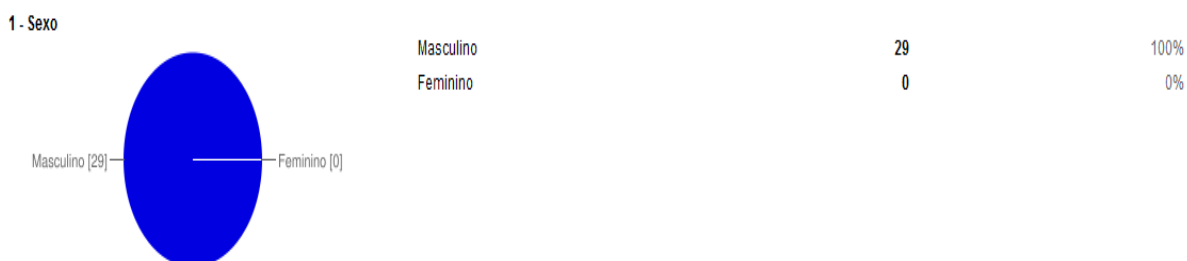 1 - Sexo
Masculino 29 100%
Feminino 0 0%
Masculino [29]
Feminino [0]